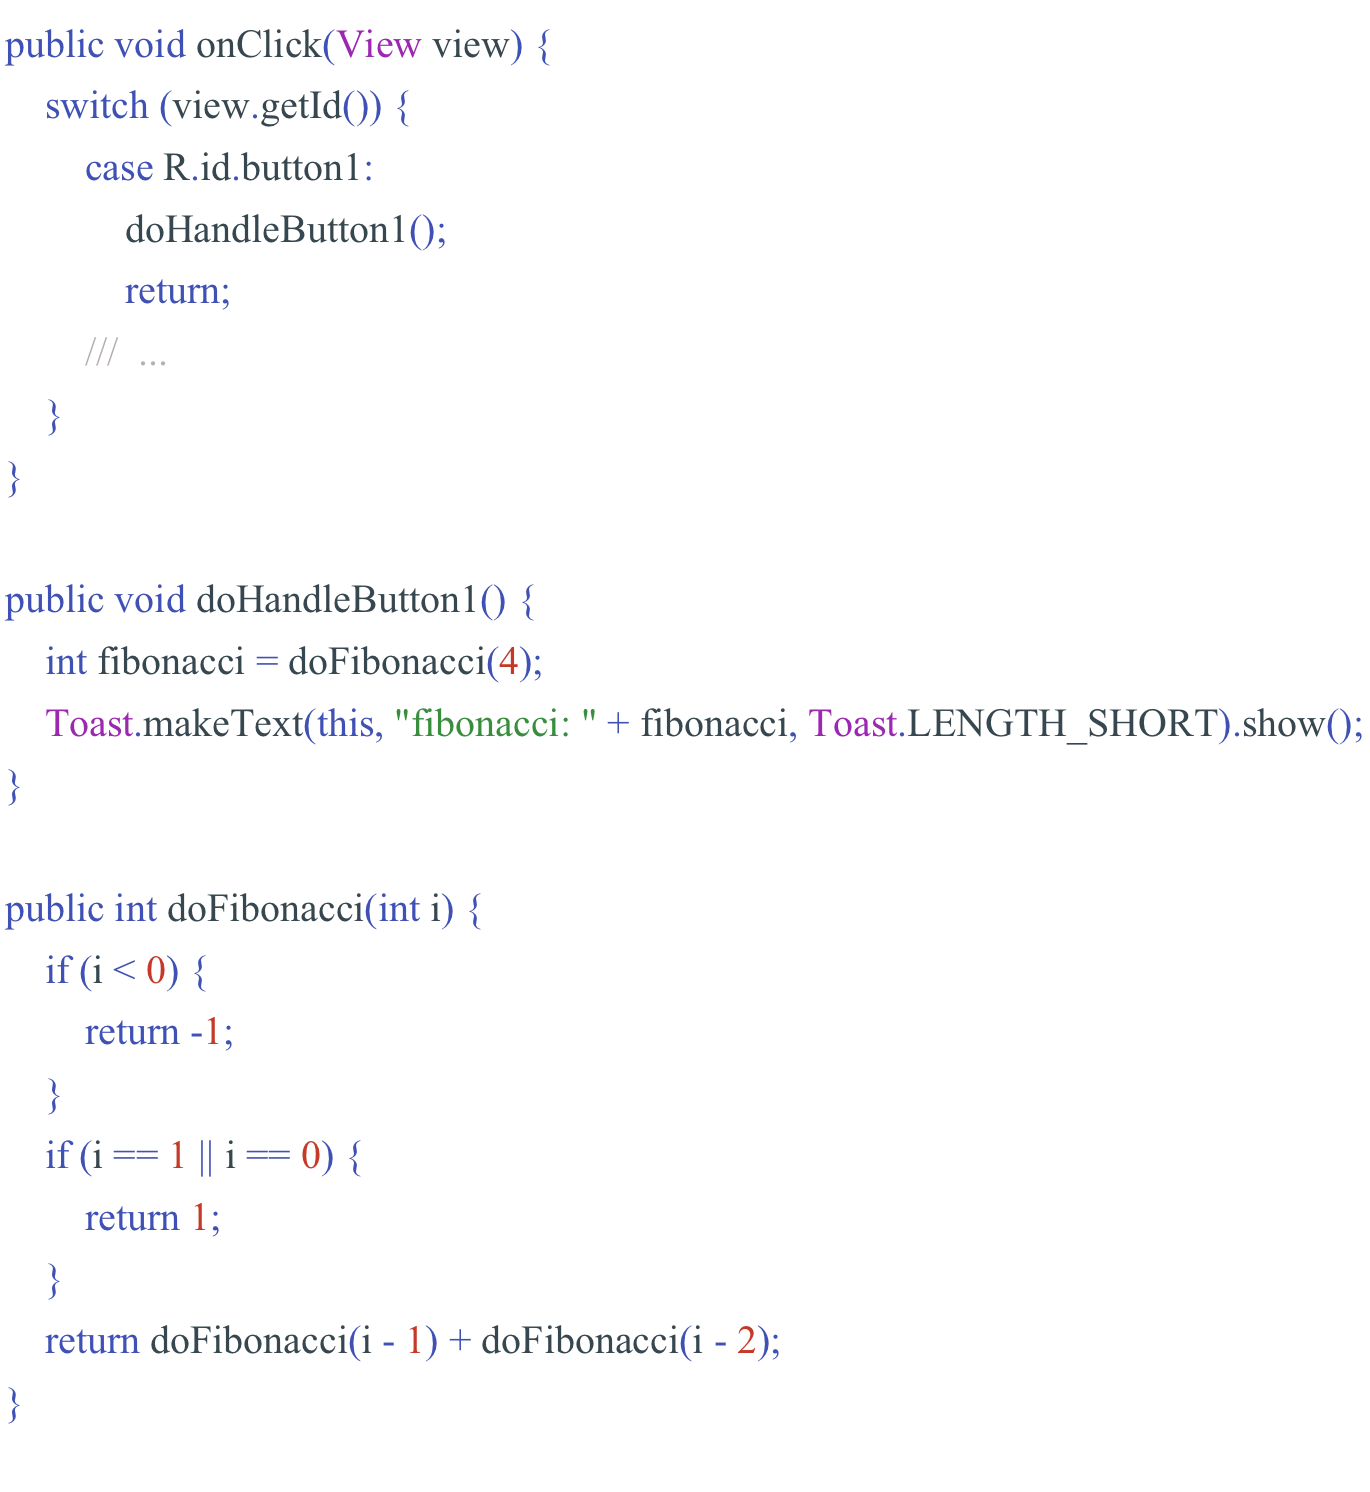 public void onClick(View view) {
    switch (view.getId()) {
        case R.id.button1:
            doHandleButton1();
            return;
        ///  ...
    }
}

public void doHandleButton1() {
    int fibonacci = doFibonacci(4);
    Toast.makeText(this, "fibonacci: " + fibonacci, Toast.LENGTH_SHORT).show();
}

public int doFibonacci(int i) {
    if (i < 0) {
        return -1;
    }
    if (i == 1 || i == 0) {
        return 1;
    }
    return doFibonacci(i - 1) + doFibonacci(i - 2);
}